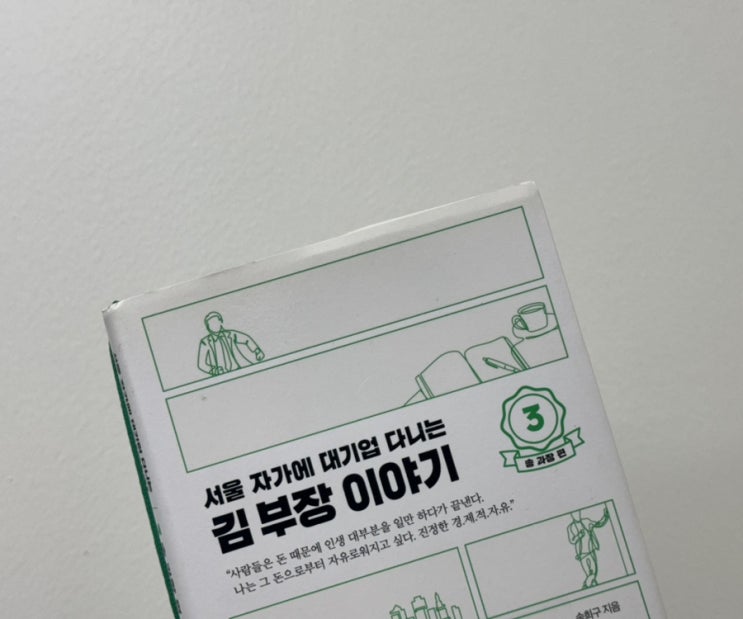 3
송 과장 편
서울 자가에 대기업 다니는
김 부장 이야기
“사람들은 돈 때문에 인생 대부분을 일만 하다가 끝낸다.
나는 그 돈으로부터 자유로워지고 싶다. 진정한 경.제.적.자.유.”
송희구 지음